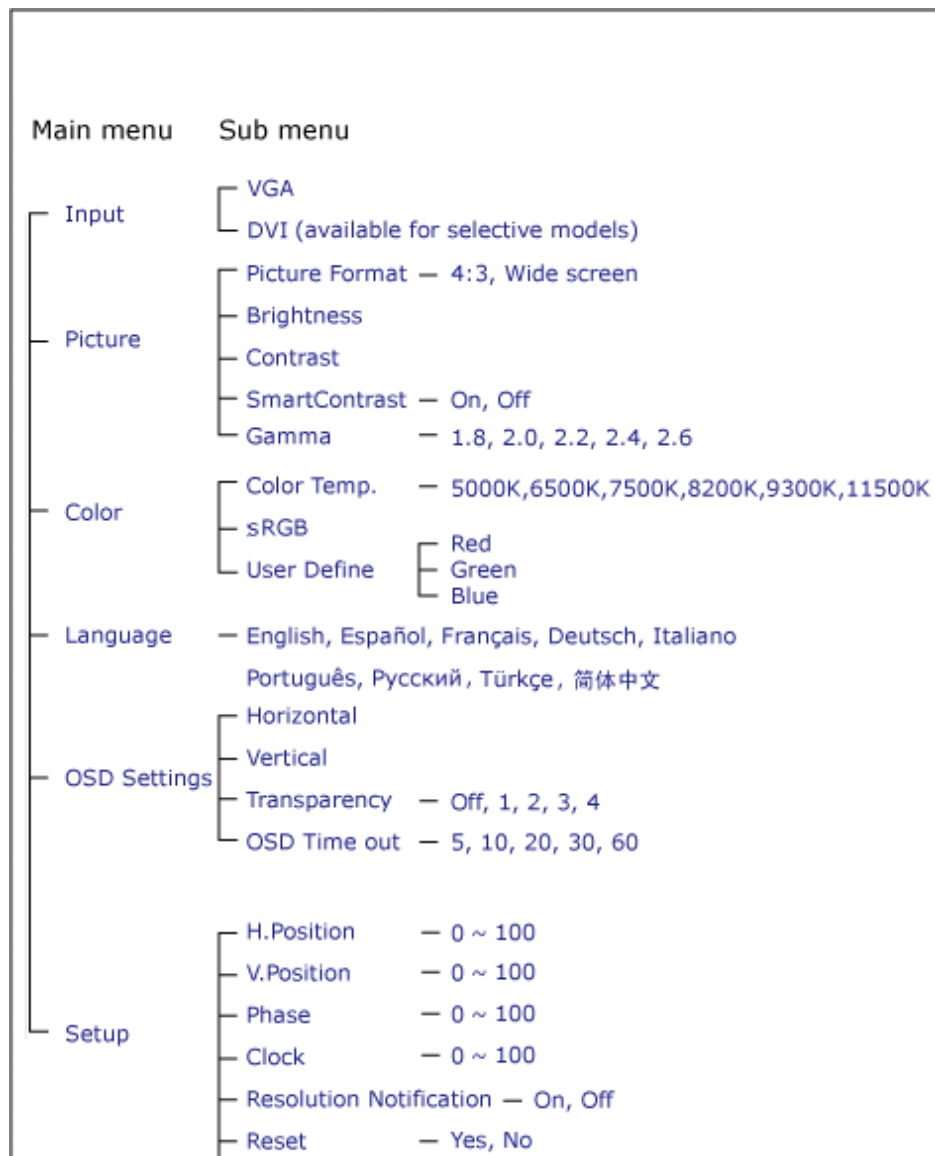 Main menu Sub menu
Input
VGA
DVI (available for selective models)
Picture
Picture Format — 4:3, Wide screen
Brightness
Contrast
SmartContrast — On, Off
Gamma — 1.8, 2.0, 2.2, 2.4, 2.6
Color
Color Temp. — 5000K,6500K,7500K,8200K,9300K,11500K
sRGB
User Define
Red
Green
Blue
Language — English, Español, Français, Deutsch, Italiano
Português, Русский, Türkçe, 简体中文
OSD Settings
Horizontal
Vertical
Transparency — Off, 1, 2, 3, 4
OSD Time out — 5, 10, 20, 30, 60
Setup
H.Position — 0 ~ 100
V.Position — 0 ~ 100
Phase — 0 ~ 100
Clock — 0 ~ 100
Resolution Notification — On, Off
Reset — Yes, No